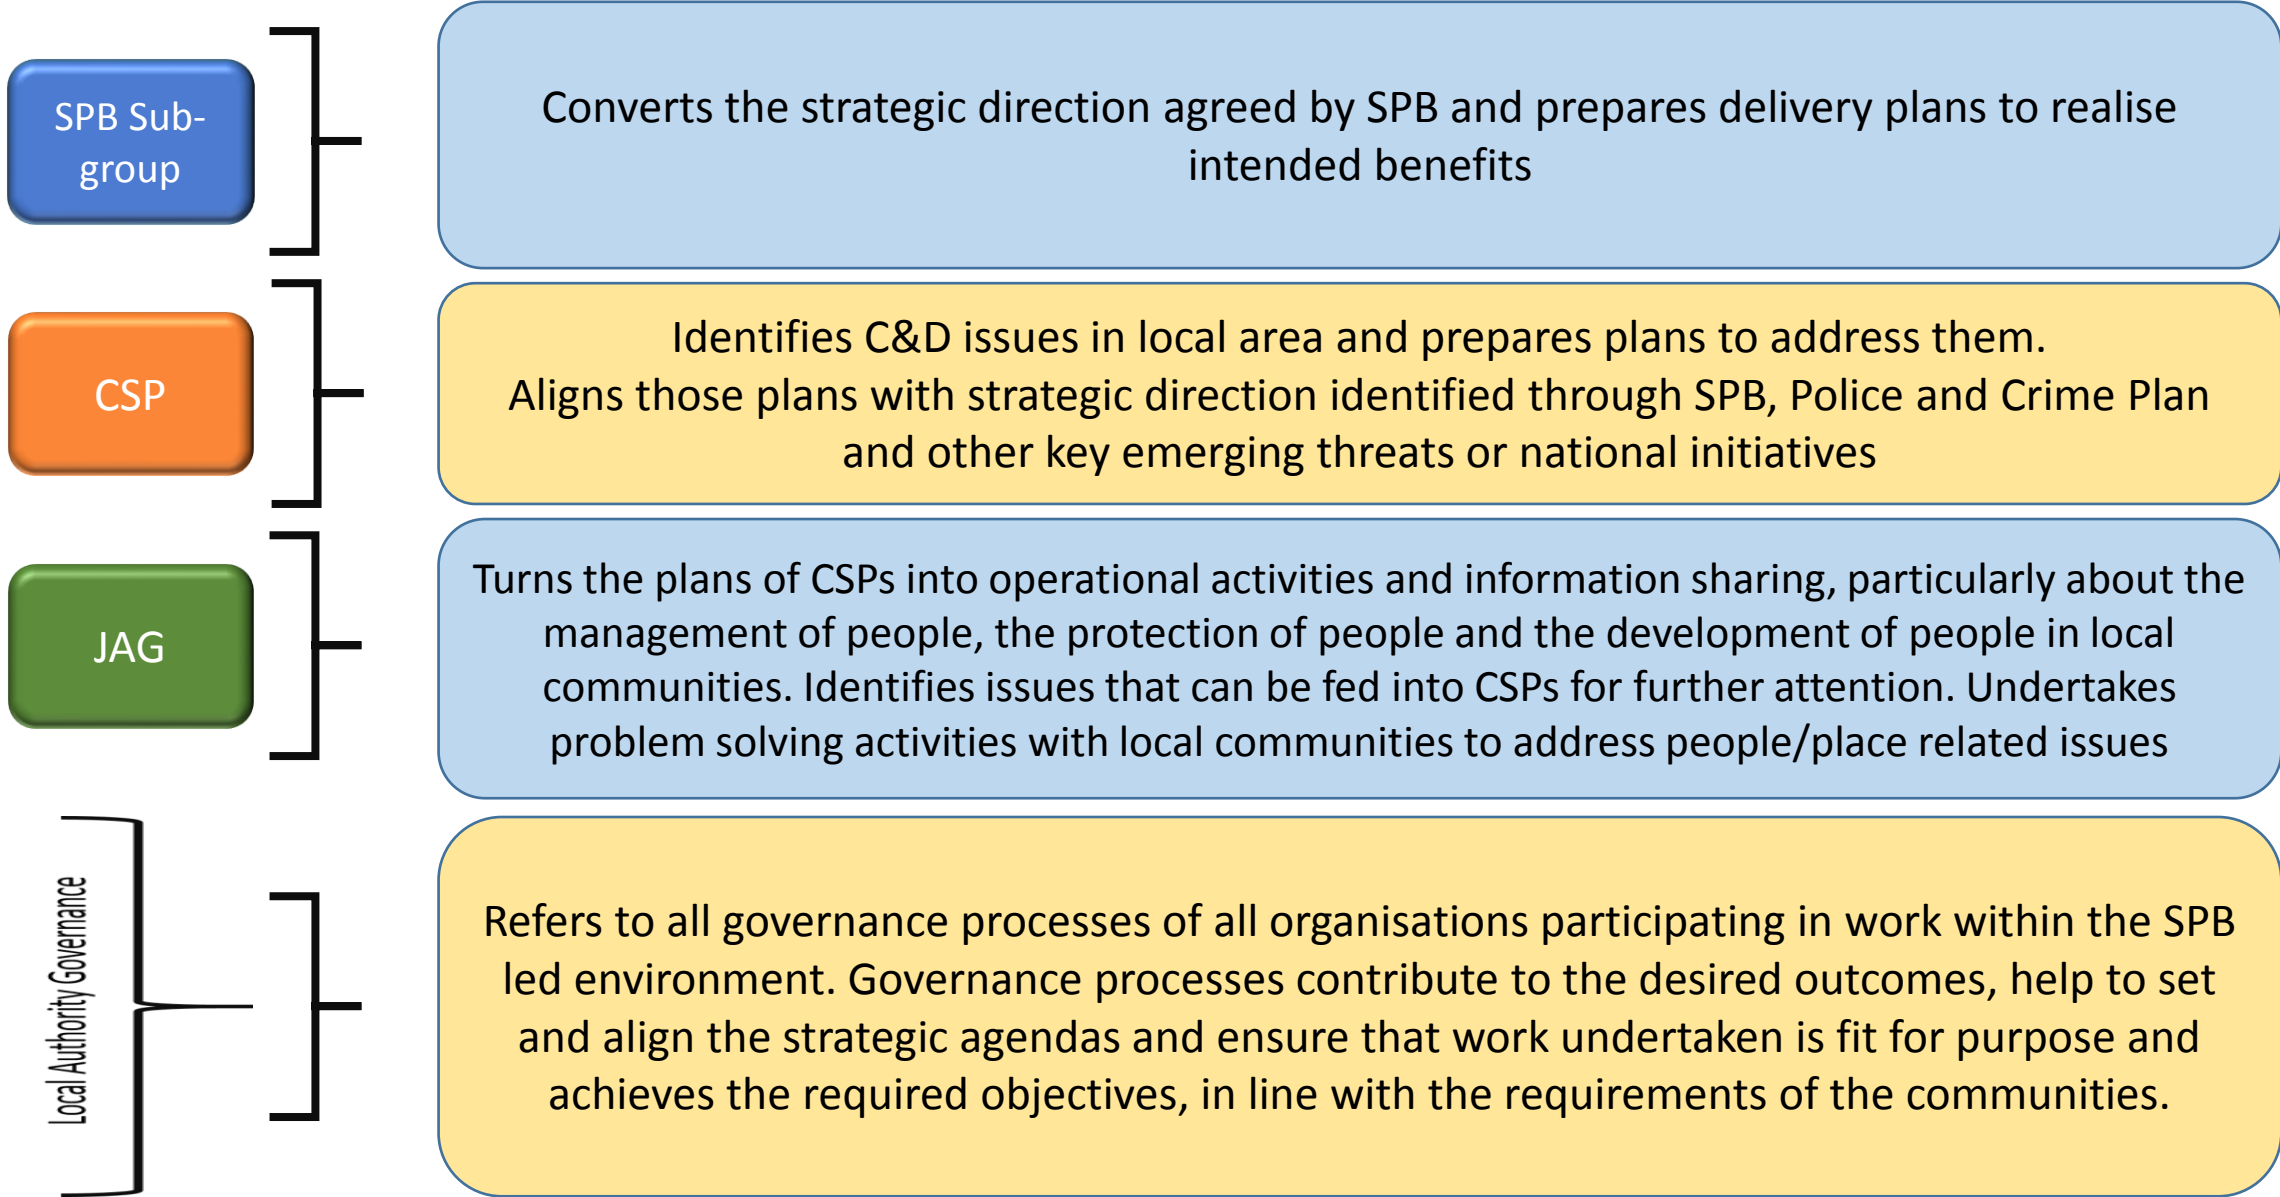 SPB Sub-
group
Converts the strategic direction agreed by SPB and prepares delivery plans to realise
intended benefits
CSP
Identifies C&D issues in local area and prepares plans to address them.
Aligns those plans with strategic direction identified through SPB, Police and Crime Plan
and other key emerging threats or national initiatives
JAG
Turns the plans of CSPs into operational activities and information sharing, particularly about the
management of people, the protection of people and the development of people in local
communities. Identifies issues that can be fed into CSPs for further attention. Undertakes
problem solving activities with local communities to address people/place related issues
Local Authority Governance
Refers to all governance processes of all organisations participating in work within the SPB
led environment. Governance processes contribute to the desired outcomes, help to set
and align the strategic agendas and ensure that work undertaken is fit for purpose and
achieves the required objectives, in line with the requirements of the communities.